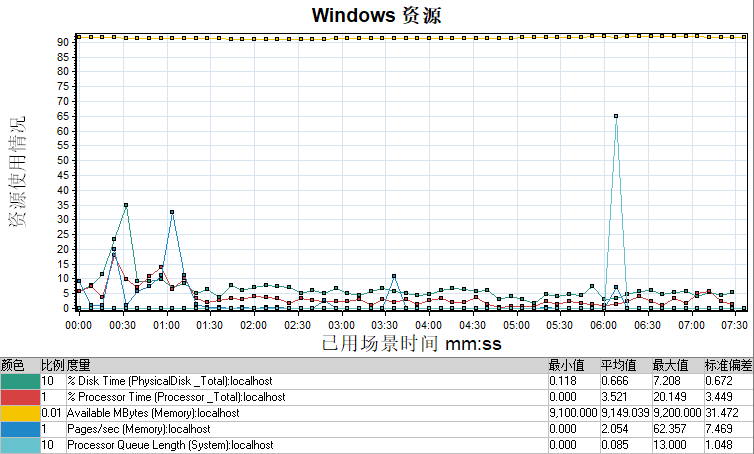 Windows 资源
90
85
80
75
70
65
60
55
50
45
40
35
30
25
20
15
10
5
0
资源使用情况
00:00 00:30 01:00 01:30 02:00 02:30 03:00 03:30 04:00 04:30 05:00 05:30 06:00 06:30 07:00 07:30
已用场景时间 mm:ss
颜色 比例 度量 最小值 平均值 最大值 标准偏差
10 % Disk Time (PhysicalDisk _Total):localhost 0.118 0.666 7.208 0.672
1 % Processor Time (Processor _Total):localhost 0.000 3.521 20.149 3.449
0.01 Available MBytes (Memory):localhost 9,100.000 9,149.039 9,200.000 31.472
1 Pages/sec (Memory):localhost 0.000 2.054 62.357 7.469
10 Processor Queue Length (System):localhost 0.000 0.085 13.000 1.048